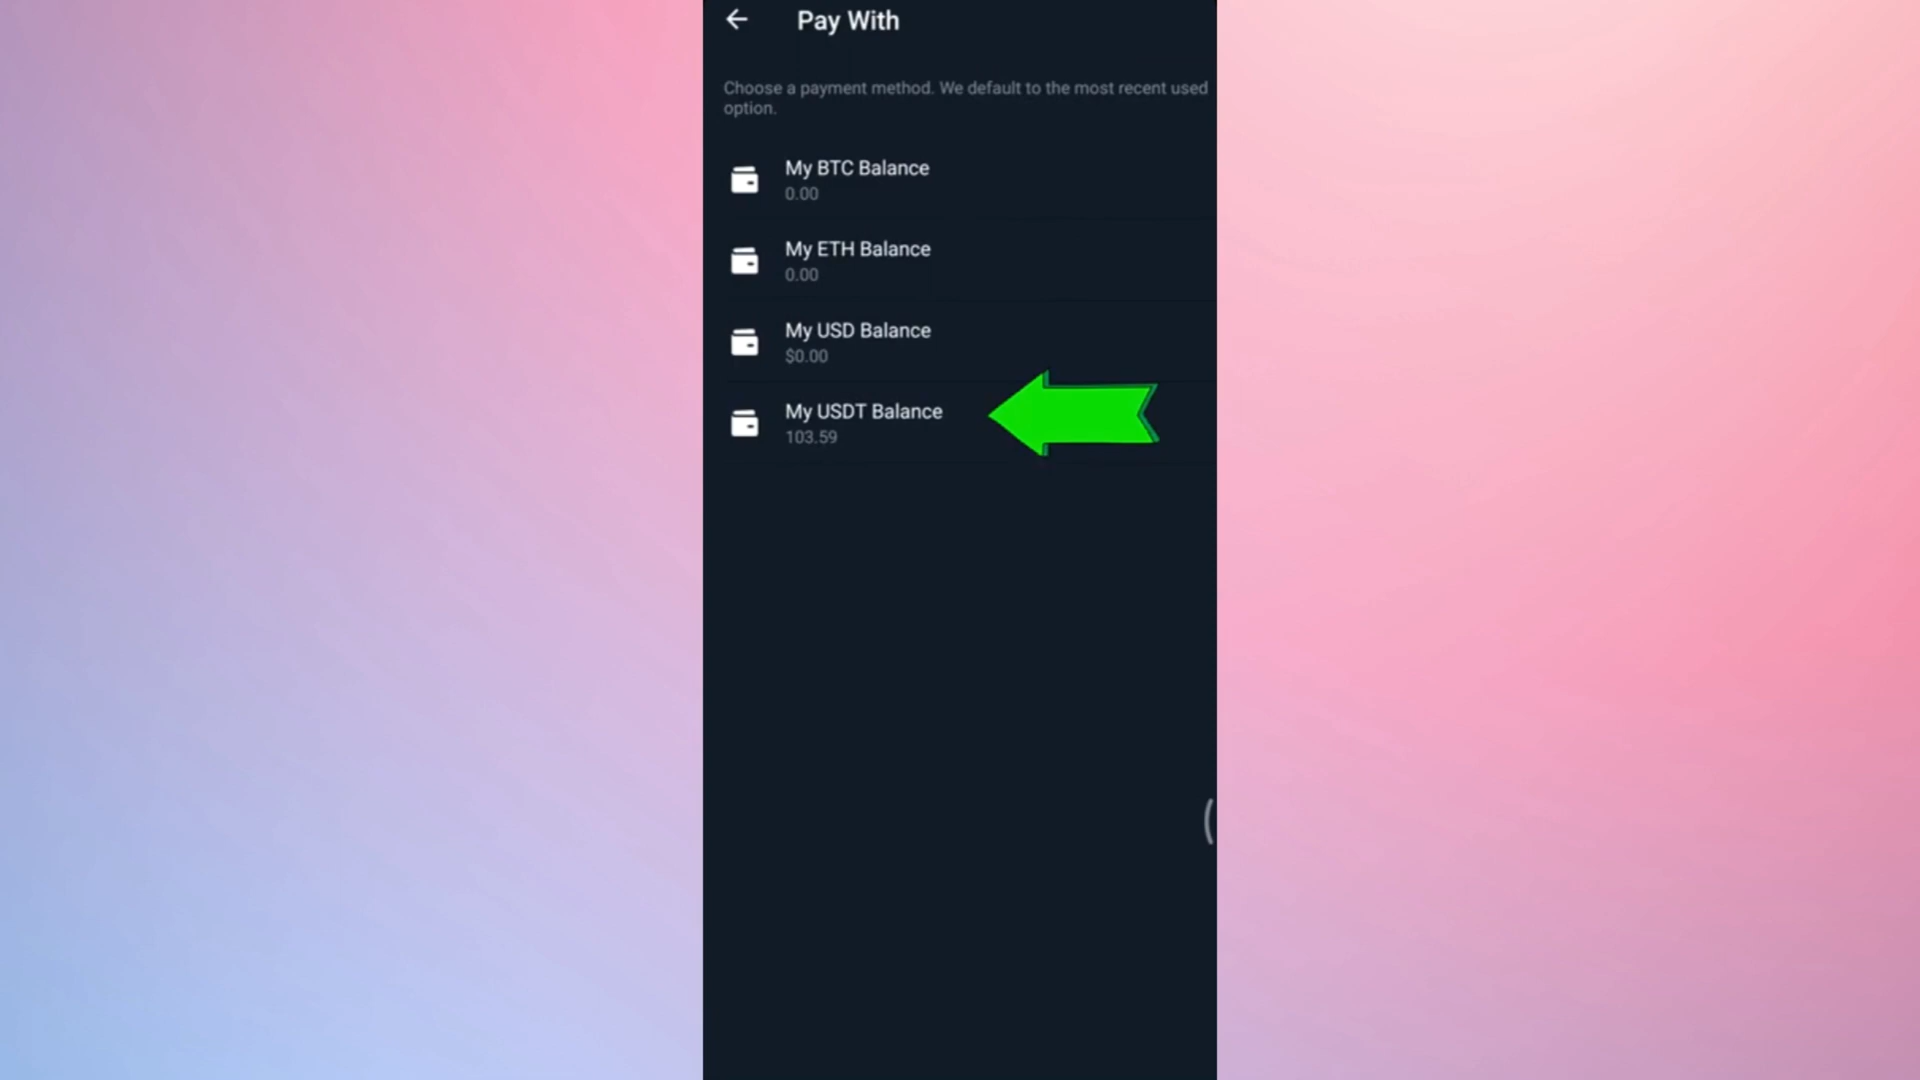 Pay With
Choose a payment method. We default to the most recent used
option.
My BTC Balance
0.00
My ETH Balance
0.00
My USD Balance
$0.00
My USDT Balance
103.59